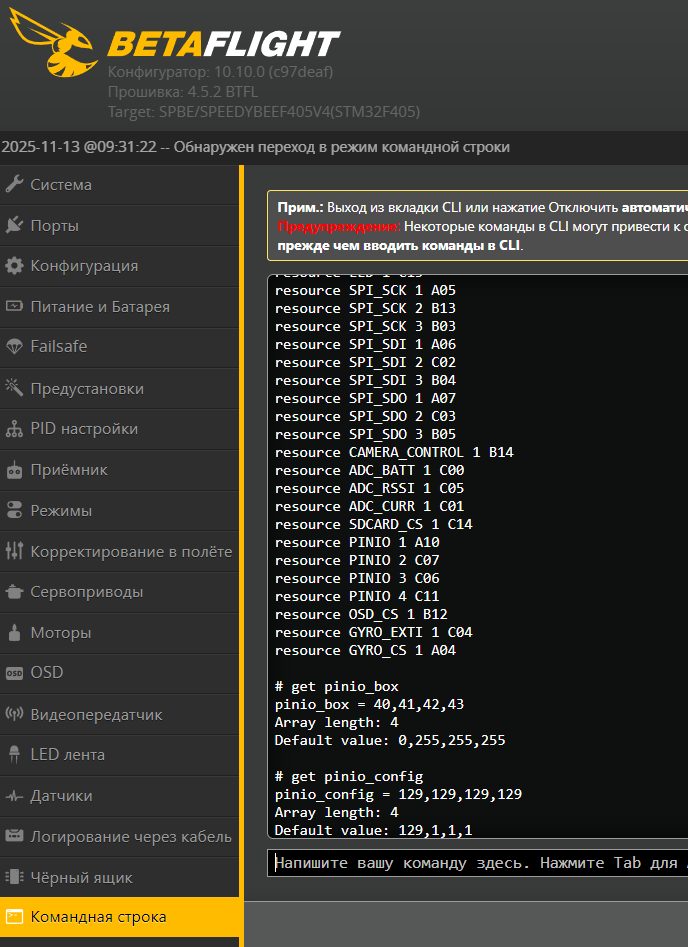 BETAFLIGHT
Конфигуратор: 10.10.0 (c97deaf)
Прошивка: 4.5.2 BTFL
Target: SPBE/SPEEDYBEEF405V4(STM32F405)
2025-11-13 @09:31:22 -- Обнаружен переход в режим командной строки
Система
Порты
Конфигурация
Питание и Батарея
Failsafe
Предустановки
PID настройки
Приёмник
Режимы
Корректирование в полёте
Сервоприводы
Моторы
OSD
OSD
Видеопередатчик
LED лента
Датчики
Логирование через кабель
Чёрный ящик
Командная строка
Прим.: Выход из вкладки CLI или нажатие Отключить автоматич
Предупреждение: Некоторые команды в CLI могут привести к
прежде чем вводить команды в CLI.
resource LED 1 C13
resource SPI_SCK 1 A05
resource SPI_SCK 2 B13
resource SPI_SCK 3 B03
resource SPI_SDI 1 A06
resource SPI_SDI 2 C02
resource SPI_SDI 3 B04
resource SPI_SDO 1 A07
resource SPI_SDO 2 C03
resource SPI_SDO 3 B05
resource CAMERA_CONTROL 1 B14
resource ADC_BATT 1 C00
resource ADC_RSSI 1 C05
resource ADC_CURR 1 C01
resource SDCARD_CS 1 C14
resource PINIO 1 A10
resource PINIO 2 C07
resource PINIO 3 C06
resource PINIO 4 C11
resource OSD_CS 1 B12
resource GYRO_EXTI 1 C04
resource GYRO_CS 1 A04
# get pinio_box
pinio_box = 40,41,42,43
Array length: 4
Default value: 0,255,255,255
# get pinio_config
pinio_config = 129,129,129,129
Array length: 4
Default value: 129,1,1,1
Напишите вашу команду здесь. Нажмите Tab для